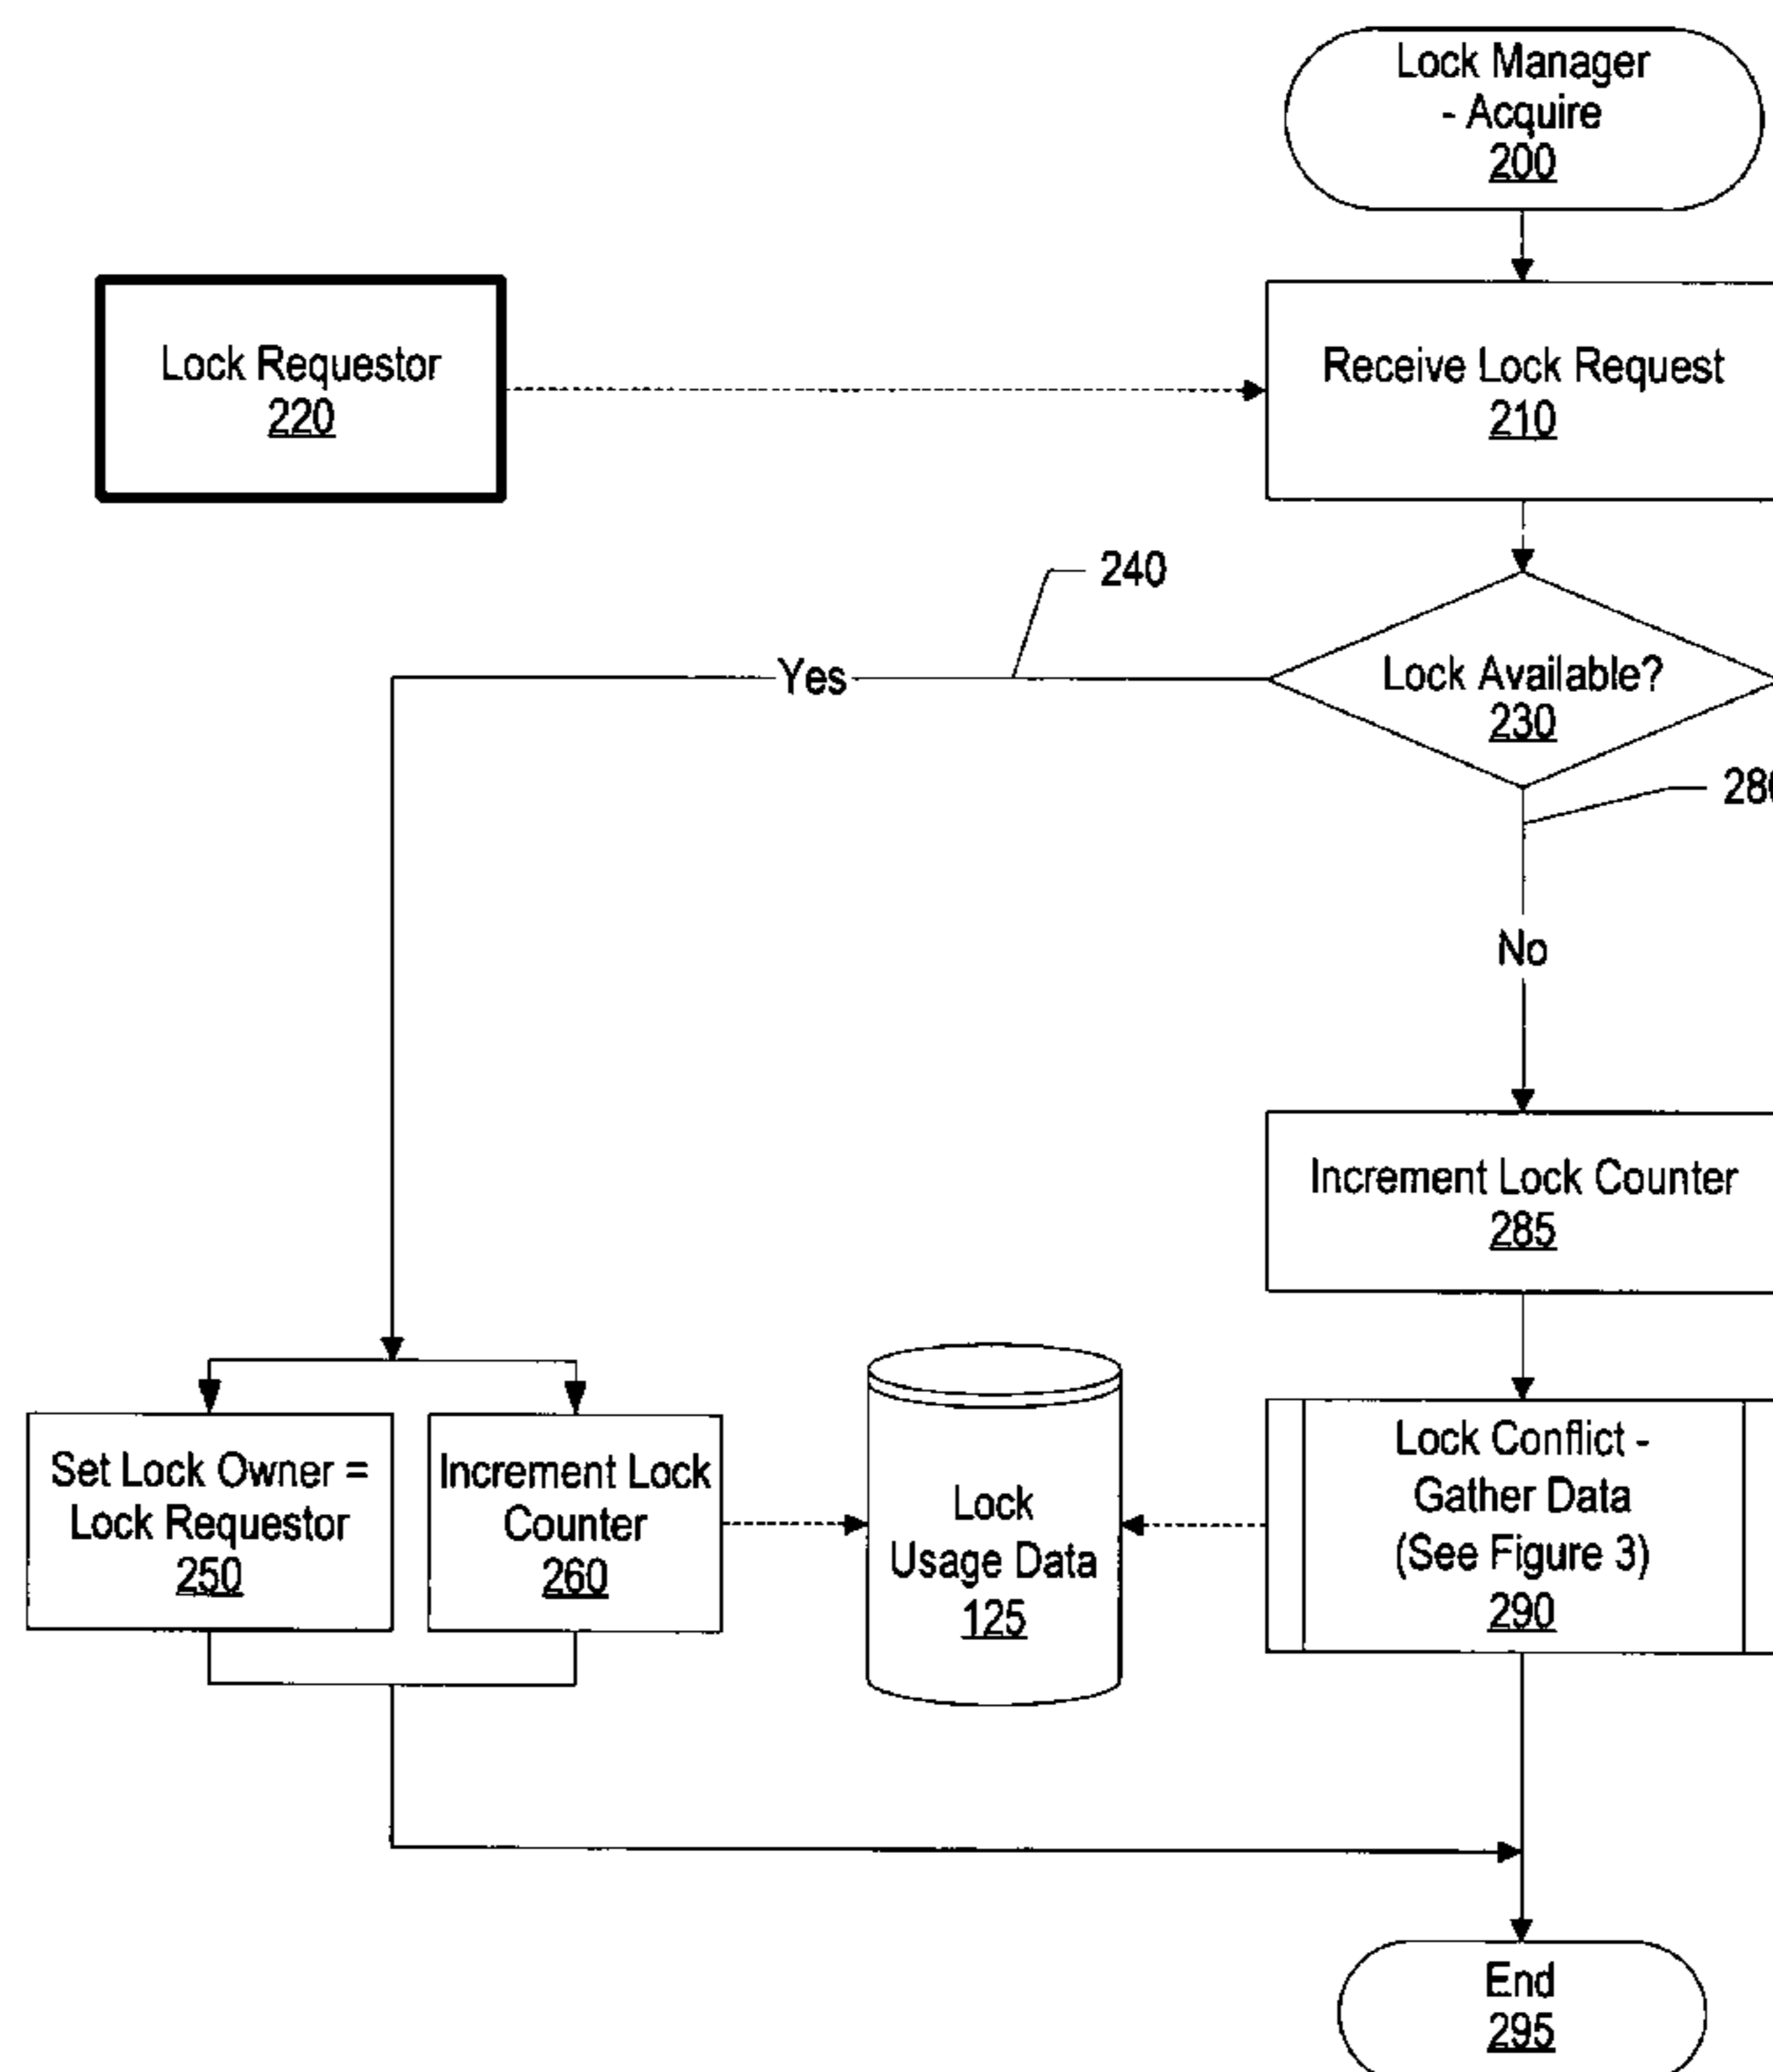 Lock Manager
- Acquire
200
Lock Requestor
220
Receive Lock Request
210
240
Yes
Lock Available?
230
280
No
Increment Lock Counter
285
Set Lock Owner =
Lock Requestor
250
Increment Lock
Counter
260
Lock
Usage Data
125
Lock Conflict -
Gather Data
(See Figure 3)
290
End
295